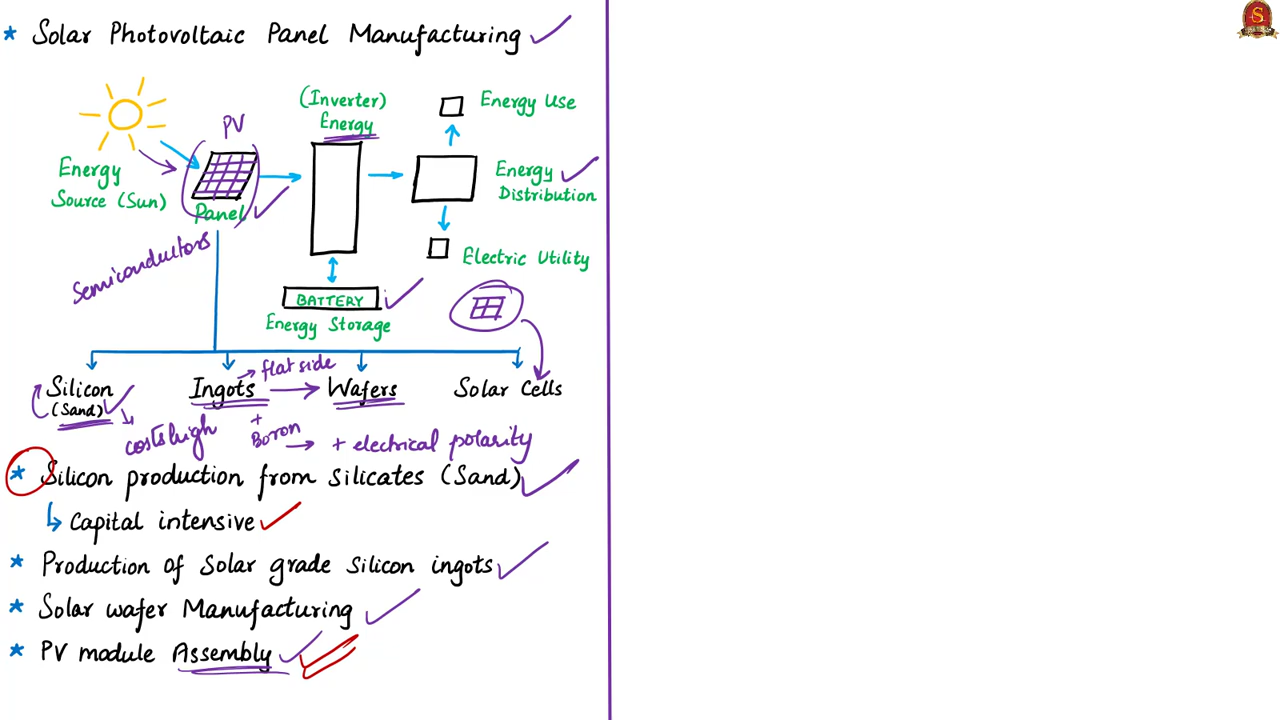 * Solar Photovoltaic Panel Manufacturing
(Inverter)
Energy
Energy Use
PV
Energy
Source (Sun)
Panel
Energy
Distribution
Electric Utility
Semiconductors
BATTERY
Energy Storage
flat side
Silicon
(Sand)
Ingots
Wafers
Solar Cells
costs high
+
Boron
+ electrical polarity
* Silicon production from Silicates (Sand)
Capital intensive
* Production of Solar grade Silicon ingots
* Solar wafer Manufacturing
* PV module Assembly
S